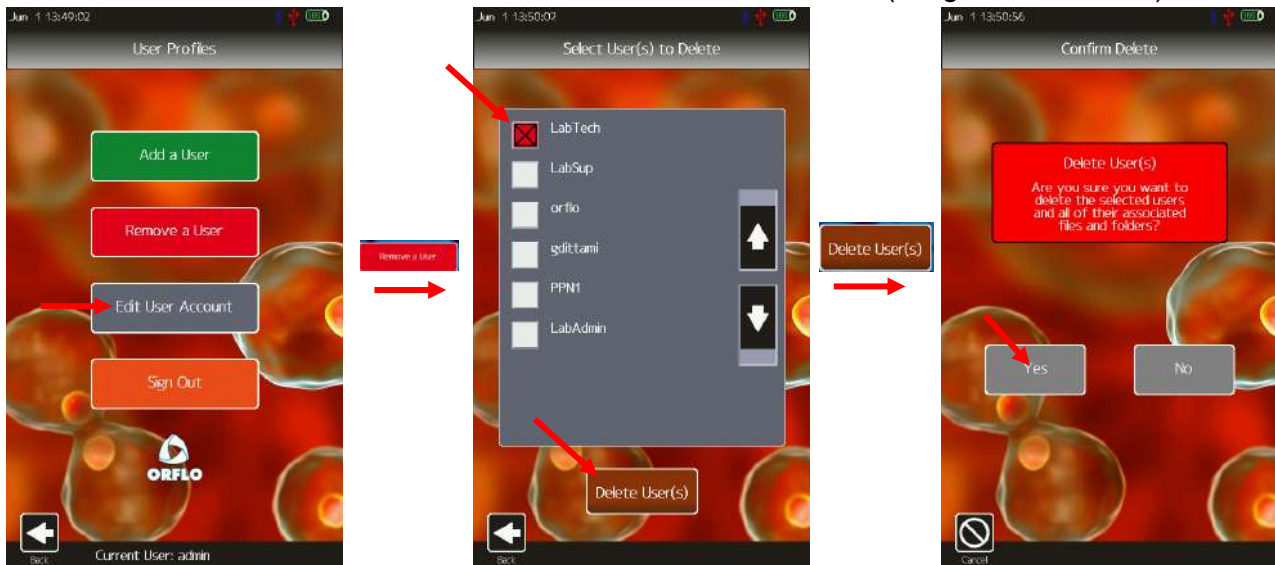 Jun 1 13:49:02
User Profiles
Add a User
Remove a User
Edit User Account
Sign Out
ORFLO
Back
Current User: admin
Remove a User
Jun 1 13:50:07
Select User(s) to Delete
LabTech
LabSup
orflo
gdittami
PPN1
LabAdmin
Delete User(s)
Back
Delete User(s)
Jun 1 13:50:56
Confirm Delete
Delete User(s)
Are you sure you want to
delete the selected users
and all of their associated
files and folders?
Yes
No
Cancel